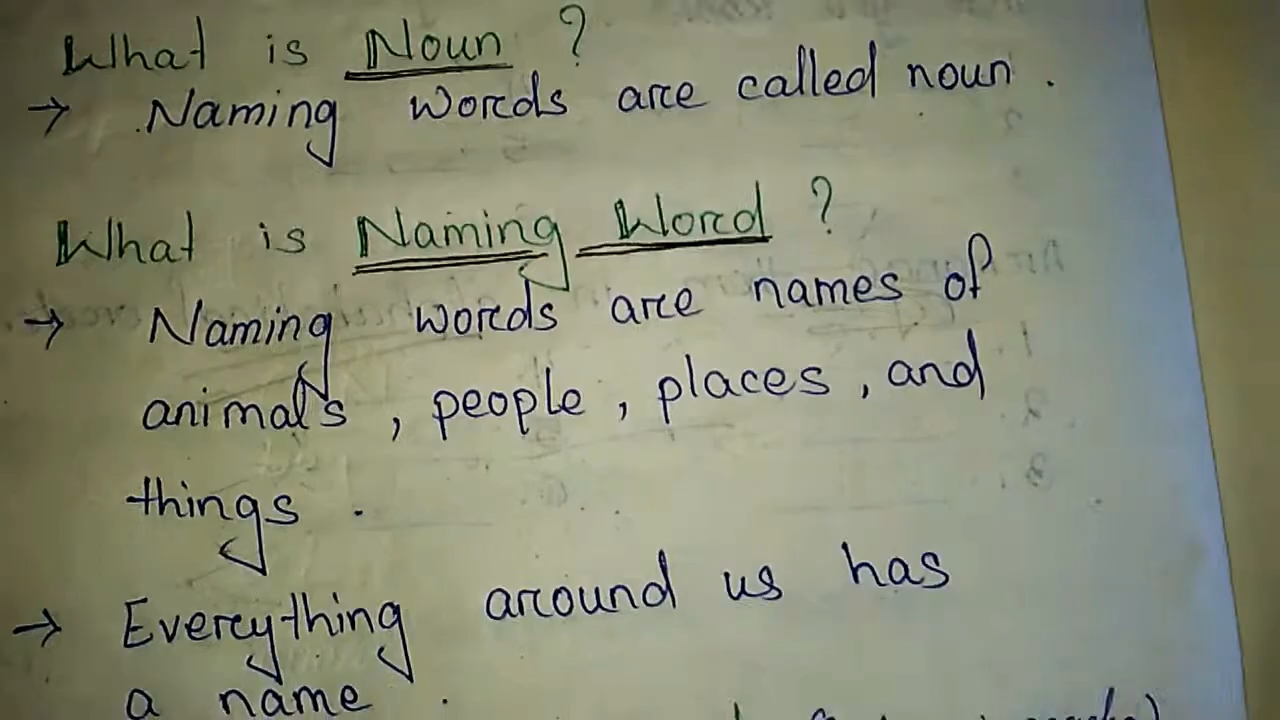 What is Noun ?
→ Naming words are called noun .
What is Naming Word ?
→ Naming words are names of
animals , people , places , and
things .
→ Everything around us has
a name .